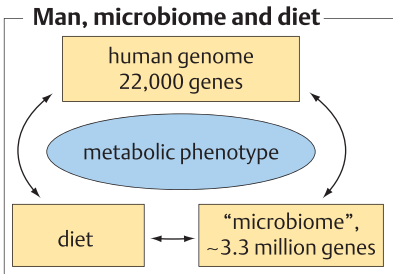 Man, microbiome and diet
human genome
22,000 genes
metabolic phenotype
diet
“microbiome”,
~3.3 million genes